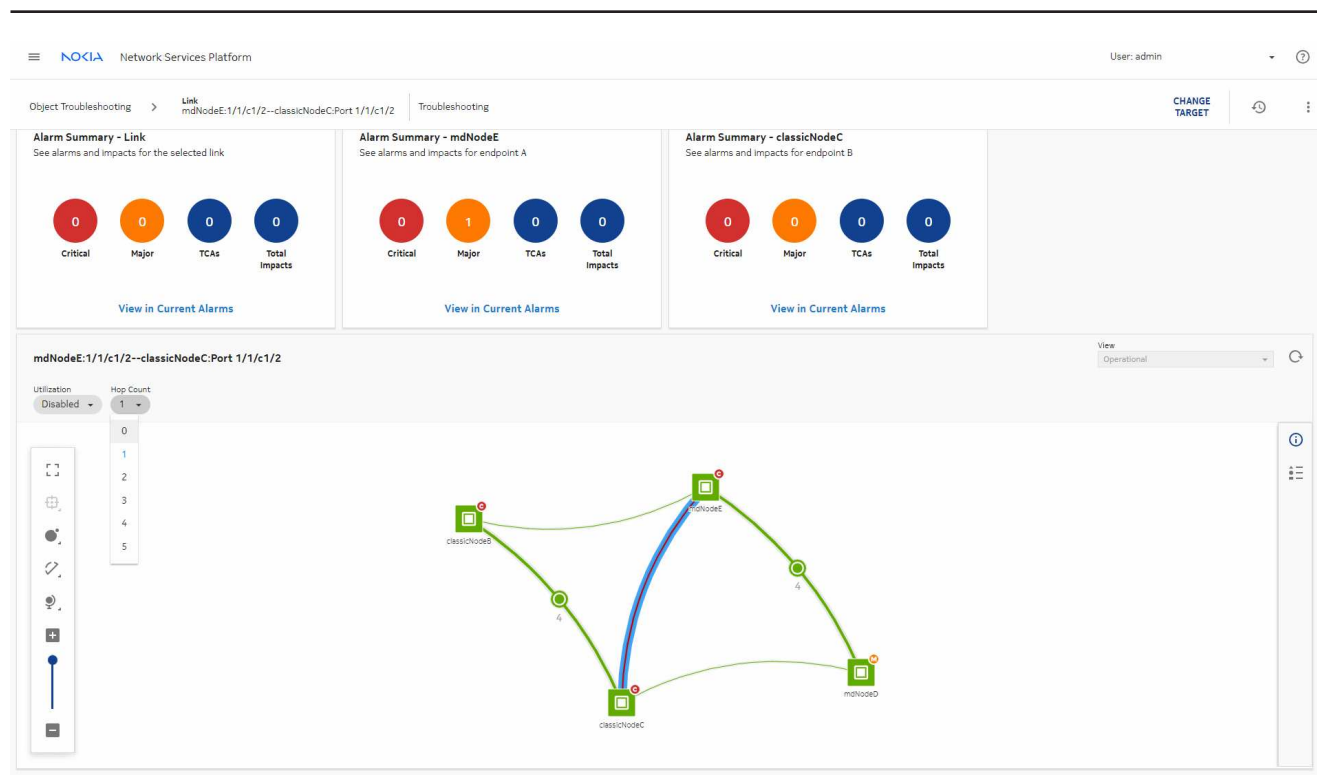 NOKIA Network Services Platform
User: admin
Object Troubleshooting
Link
mdNodeE:1/1/c1/2--classicNodeC:Port 1/1/c1/2
Troubleshooting
CHANGE
TARGET
Alarm Summary - Link
See alarms and impacts for the selected link
0
0
0
0
Critical
Major
TCAs
Total
Impacts
View in Current Alarms
Alarm Summary - mdNodeE
See alarms and impacts for endpoint A
0
1
0
0
Critical
Major
TCAs
Total
Impacts
View in Current Alarms
Alarm Summary - classicNodeC
See alarms and impacts for endpoint B
0
0
0
0
Critical
Major
TCAs
Total
Impacts
View in Current Alarms
mdNodeE:1/1/c1/2--classicNodeC:Port 1/1/c1/2
View
Operational
Utilization
Disabled
Hop Count
1
0
1
2
3
4
5
C
mdNodeE
C
classicNodeB
4
4
M
mdNodeD
C
classicNodeC